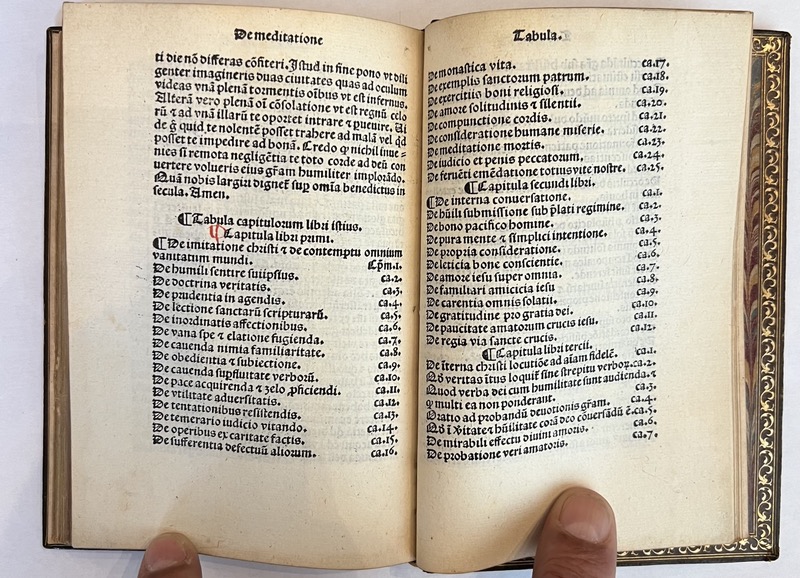 De meditatione
ti die nō differas cōfiteri. Istud in fine pono vt dili
genter imagineris duas ciuitates quas ad oculum
videas vnā plenā tormentis oībus vt est infernus.
Alterā vero plenā oī cōsolatione vt est regnū celo
rū ⁊ ad vnā illarū te oportet intrare ⁊
de nolentē posset trahere ad malā vel
posset te impedire ad bonā. Credo nichil inue=
nies si remota negligētia te toto corde ad deū con
uertere volueris eius grām humiliter implorādo.
Quā nobis largiri dignet̄ sup omīa benedictus in
secula. Amen.
¶Tabula capitulorum libri istius.
¶Capitula libri primi.
¶De imitatione christi ⁊ de contemptu omnium
vanitatum mundi. Cpm̄.1.
De humili sentire suiipsius. ca.2.
De doctrina veritatis. ca.3.
De prudentia in agendis. ca.4.
De lectione sanctarū scripturarū. ca.5.
De inordinatis affectionibus. ca.6.
De vana spe ⁊ elatione fugienda. ca.7.
De cauenda nimia familiaritate. ca.8.
De obedientia ⁊ subiectione. ca.9.
De cauenda supfluitate verborū. ca.10.
De pace acquirenda ⁊ zelo ꝓficiendi. ca.11.
De vtilitate aduersitatis. ca.12.
De tentationibus resistendis. ca.13.
De temerario iudicio vitando. ca.14.
De operibus ex caritate factis. ca.15.
De sufferentia defectuū aliorum. ca.16.
Tabula.
De monastica vita. ca.17.
De exemplis sanctorum patrum. ca.18.
De exercitiis boni religiosi. ca.19.
De amore solitudinis ⁊ silentii. ca.20.
De compunctione cordis. ca.21.
De consideratione humane miserie. ca.22.
De meditatione mortis. ca.23.
De iudicio et penis peccatorum. ca.24.
De feruēti emēdatione totius vite nostre. ca.25.
¶Capitula secundi libri.
¶De interna conuersatione. ca.1.
De hūili submissione sub p̄lati regimine. ca.2.
De bono pacifico homine. ca.3.
De pura mente ⁊ simplici intentione. ca.4.
De propria consideratione. ca.5.
De leticia bone conscientie. ca.6.
De amore iesu super omnia. ca.7.
De familiari amicicia iesu ca.8.
De carentia omnis solatii. ca.9.
De gratitudine pro gratia dei. ca.10.
De paucitate amatorum crucis iesu. ca.11.
De regia via sancte crucis. ca.12.
¶Capitula libri tercii.
De īterna christi locutiōe ad aīam fidelē. ca.1.
veritas ītus loquit̄ sine strepitu verboꝝ. ca.2.
Quod verba dei cum humilitate sunt audienda ⁊
multi ea non ponderant. ca.3.
Oratio ad probandū deuotionis grām. ca.4.
hūilitate corā deo cōuersādū ē. ca.5.
De mirabili effectu diuini amoris. ca.6.
De probatione veri amatoris. ca.7.